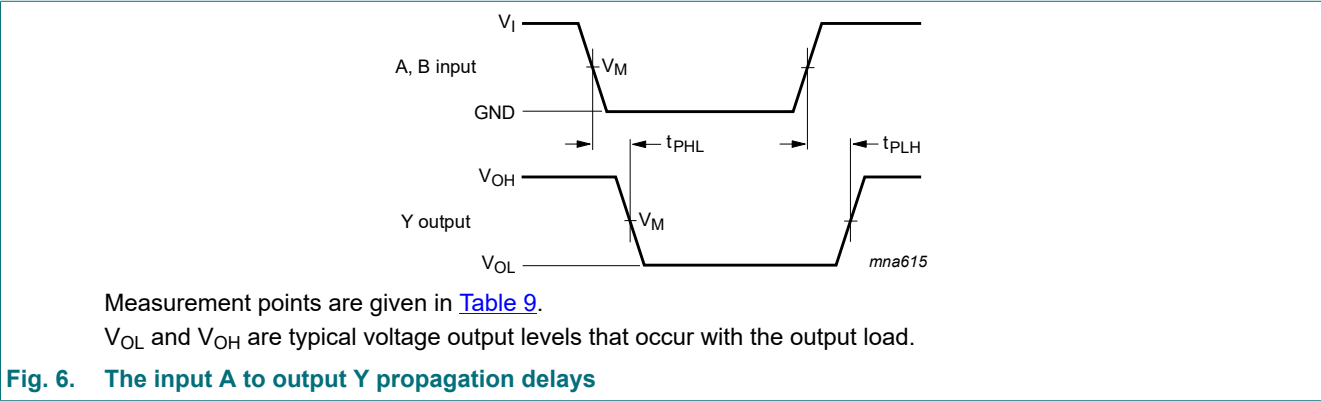 VI
A, B input
VM
GND
tPHL
tPLH
VOH
Y output
VM
VOL
mna615
Measurement points are given in Table 9.
VOL and VOH are typical voltage output levels that occur with the output load.
Fig. 6. The input A to output Y propagation delays